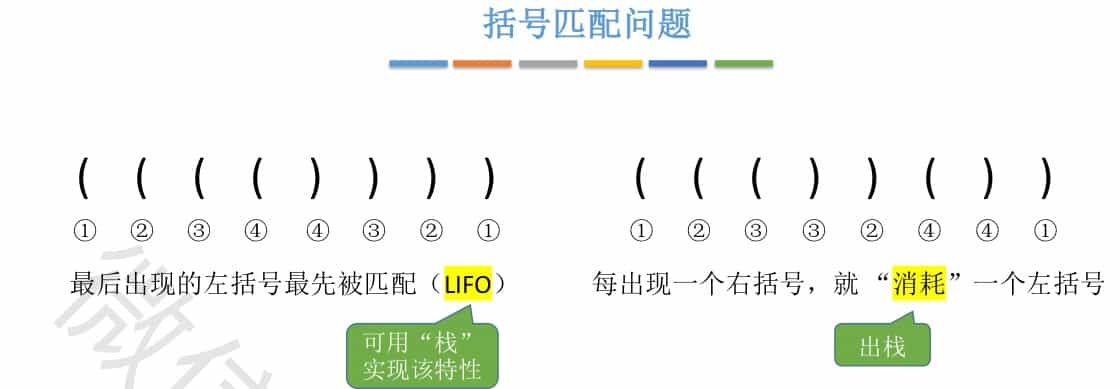 括号匹配问题
( ( ( ( ) ) ) )
① ② ③ ④ ④ ③ ② ①
最后出现的左括号最先被匹配（LIFO）
可用“栈”
实现该特性
( ( ( ) ) ( ) )
① ② ③ ③ ② ④ ④ ①
每出现一个右括号，就“消耗”一个左括号
出栈
微信